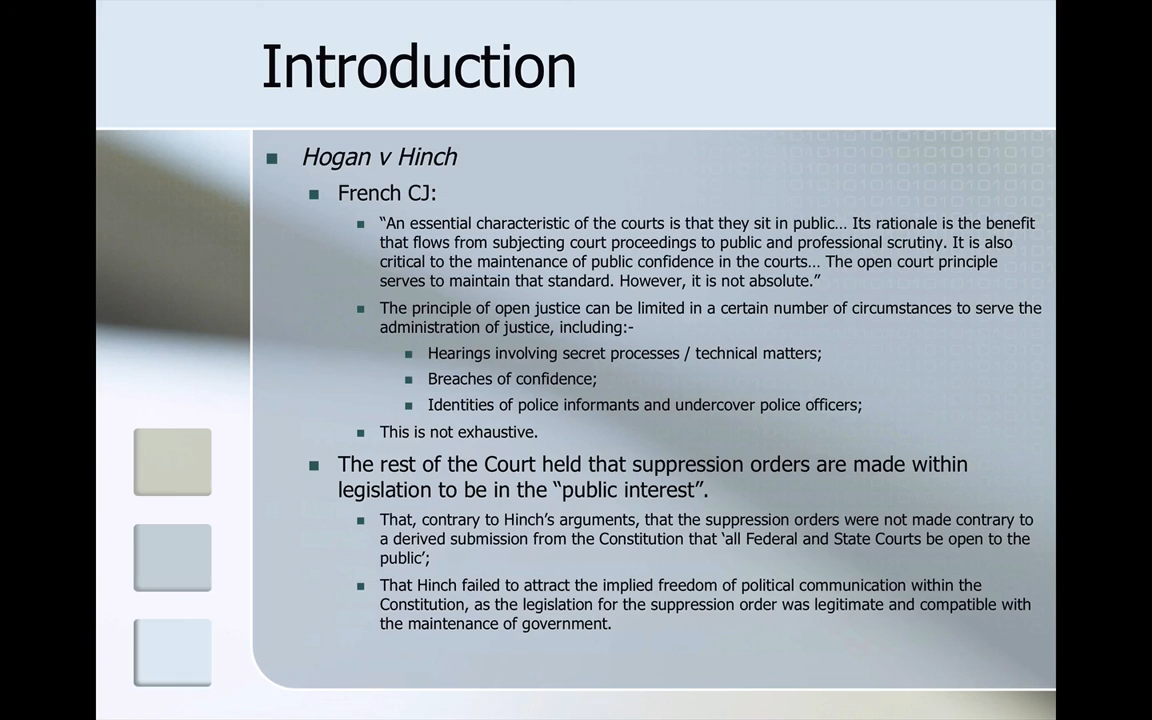 Introduction
Hogan v Hinch
French CJ:
“An essential characteristic of the courts is that they sit in public… Its rationale is the benefit
that flows from subjecting court proceedings to public and professional scrutiny. It is also
critical to the maintenance of public confidence in the courts… The open court principle
serves to maintain that standard. However, it is not absolute.”
The principle of open justice can be limited in a certain number of circumstances to serve the
administration of justice, including:-
Hearings involving secret processes / technical matters;
Breaches of confidence;
Identities of police informants and undercover police officers;
This is not exhaustive.
The rest of the Court held that suppression orders are made within
legislation to be in the “public interest”.
That, contrary to Hinch’s arguments, that the suppression orders were not made contrary to
a derived submission from the Constitution that ‘all Federal and State Courts be open to the
public’;
That Hinch failed to attract the implied freedom of political communication within the
Constitution, as the legislation for the suppression order was legitimate and compatible with
the maintenance of government.